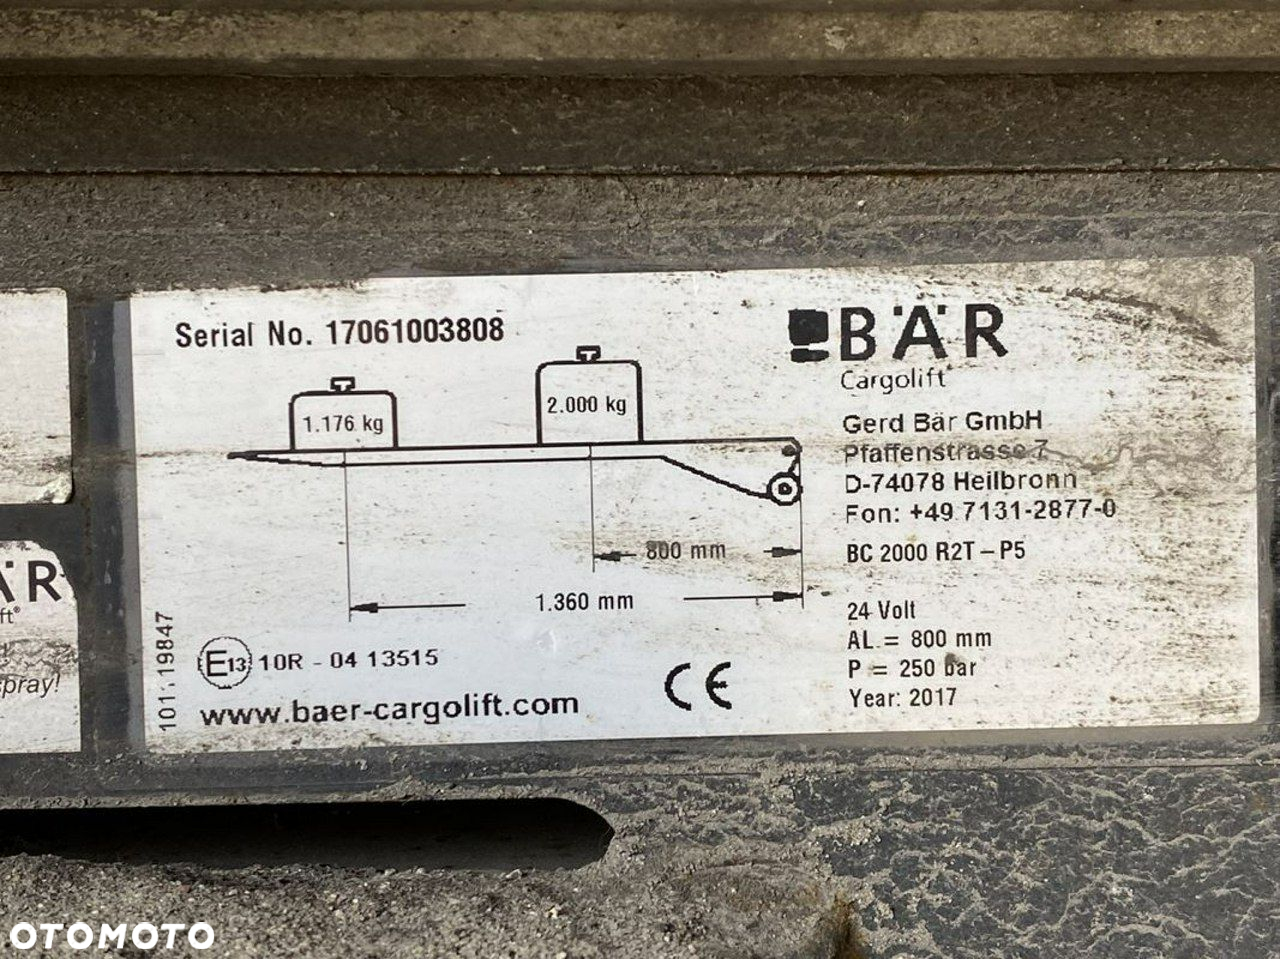 Serial No. 17061003808
BÄR
Cargolift
1.176 kg
2.000 kg
Gerd Bär GmbH
Pfaffenstrasse 7
D-74078 Heilbronn
Fon: +49 7131-2877-0
800 mm
BC 2000 R2T - P5
1.360 mm
24 Volt
AL = 800 mm
P = 250 bar
Year: 2017
E13 10R - 04 13515
CE
www.baer-cargolift.com
19847
ÄR
ft®
spray!
OTOMOTO